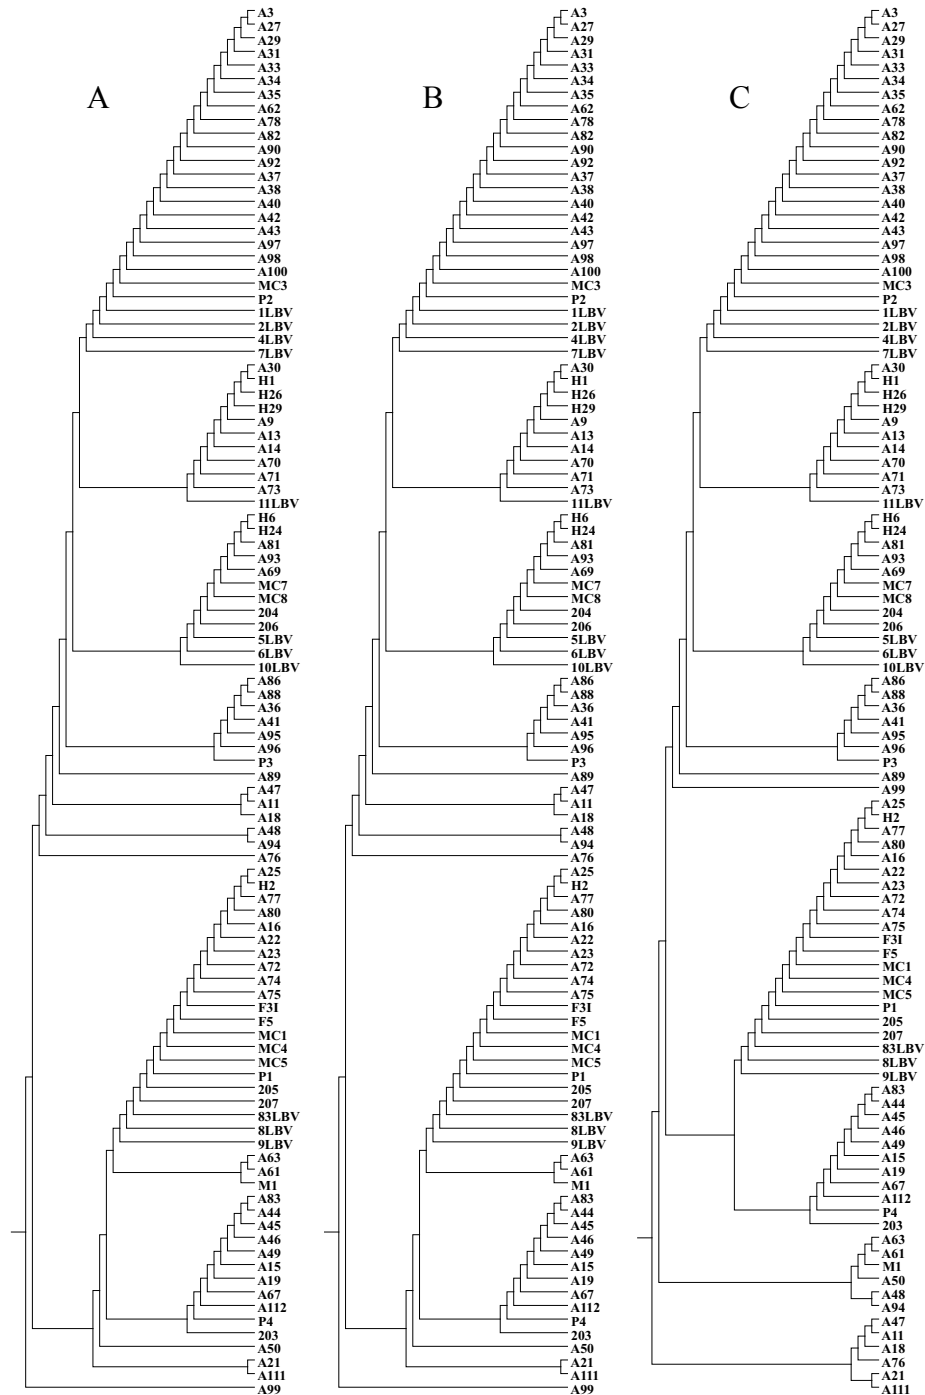 A
A3
A27
A29
A31
A33
A34
A35
A62
A78
A82
A90
A92
A37
A38
A40
A42
A43
A97
A98
A100
MC3
P2
1LBV
2LBV
4LBV
7LBV
A30
H1
H26
H29
A9
A13
A14
A70
A71
A73
11LBV
H6
H24
A81
A93
A69
MC7
MC8
204
206
5LBV
6LBV
10LBV
A86
A88
A36
A41
A95
A96
P3
A89
A47
A11
A18
A48
A94
A76
A25
H2
A77
A80
A16
A22
A23
A72
A74
A75
F3I
F5
MC1
MC4
MC5
P1
205
207
83LBV
8LBV
9LBV
A63
A61
M1
A83
A44
A45
A46
A49
A15
A19
A67
A112
P4
203
A50
A21
A111
A99
B
A3
A27
A29
A31
A33
A34
A35
A62
A78
A82
A90
A92
A37
A38
A40
A42
A43
A97
A98
A100
MC3
P2
1LBV
2LBV
4LBV
7LBV
A30
H1
H26
H29
A9
A13
A14
A70
A71
A73
11LBV
H6
H24
A81
A93
A69
MC7
MC8
204
206
5LBV
6LBV
10LBV
A86
A88
A36
A41
A95
A96
P3
A89
A47
A11
A18
A48
A94
A76
A25
H2
A77
A80
A16
A22
A23
A72
A74
A75
F3I
F5
MC1
MC4
MC5
P1
205
207
83LBV
8LBV
9LBV
A63
A61
M1
A83
A44
A45
A46
A49
A15
A19
A67
A112
P4
203
A50
A21
A111
A99
C
A3
A27
A29
A31
A33
A34
A35
A62
A78
A82
A90
A92
A37
A38
A40
A42
A43
A97
A98
A100
MC3
P2
1LBV
2LBV
4LBV
7LBV
A30
H1
H26
H29
A9
A13
A14
A70
A71
A73
11LBV
H6
H24
A81
A93
A69
MC7
MC8
204
206
5LBV
6LBV
10LBV
A86
A88
A36
A41
A95
A96
P3
A89
A99
A25
H2
A77
A80
A16
A22
A23
A72
A74
A75
F3I
F5
MC1
MC4
MC5
P1
205
207
83LBV
8LBV
9LBV
A83
A44
A45
A46
A49
A15
A19
A67
A112
P4
203
A63
A61
M1
A50
A48
A94
A47
A11
A18
A76
A21
A111